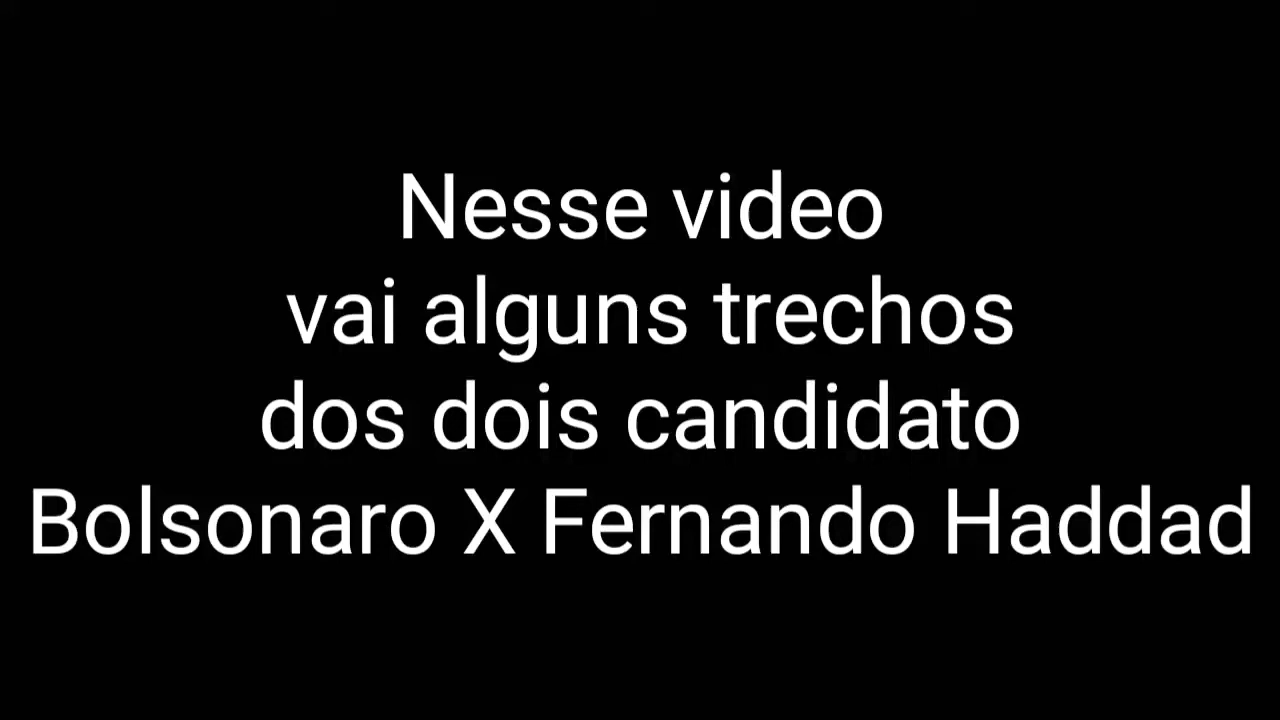 Nesse video
vai alguns trechos
dos dois candidato
Bolsonaro X Fernando Haddad